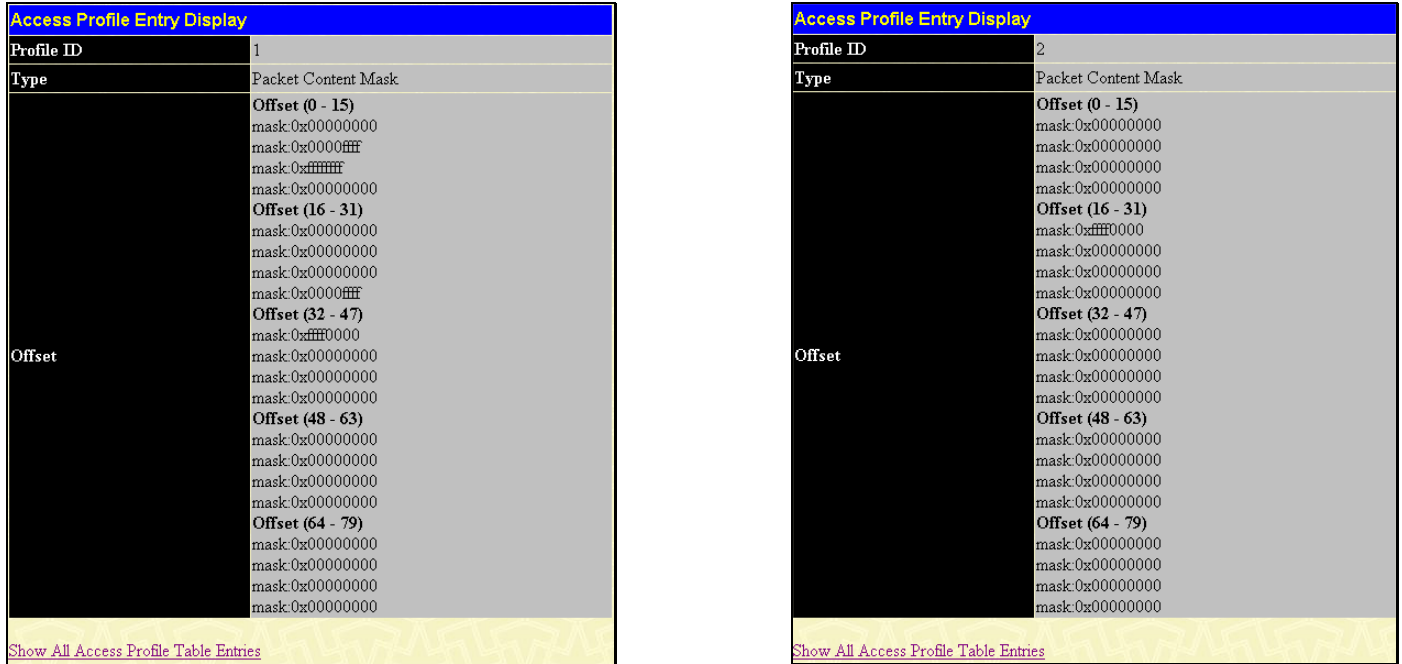 Access Profile Entry Display
Profile ID 1
Type Packet Content Mask
Offset
Offset (0 - 15)
mask:0x00000000
mask:0x0000ffff
mask:0xffffffff
mask:0x00000000
Offset (16 - 31)
mask:0x00000000
mask:0x00000000
mask:0x00000000
mask:0x0000ffff
Offset (32 - 47)
mask:0xffff0000
mask:0x00000000
mask:0x00000000
mask:0x00000000
Offset (48 - 63)
mask:0x00000000
mask:0x00000000
mask:0x00000000
mask:0x00000000
Offset (64 - 79)
mask:0x00000000
mask:0x00000000
mask:0x00000000
mask:0x00000000
Show All Access Profile Table Entries
Access Profile Entry Display
Profile ID 2
Type Packet Content Mask
Offset
Offset (0 - 15)
mask:0x00000000
mask:0x00000000
mask:0x00000000
mask:0x00000000
Offset (16 - 31)
mask:0xffff0000
mask:0x00000000
mask:0x00000000
mask:0x00000000
Offset (32 - 47)
mask:0x00000000
mask:0x00000000
mask:0x00000000
mask:0x00000000
Offset (48 - 63)
mask:0x00000000
mask:0x00000000
mask:0x00000000
mask:0x00000000
Offset (64 - 79)
mask:0x00000000
mask:0x00000000
mask:0x00000000
mask:0x00000000
Show All Access Profile Table Entries